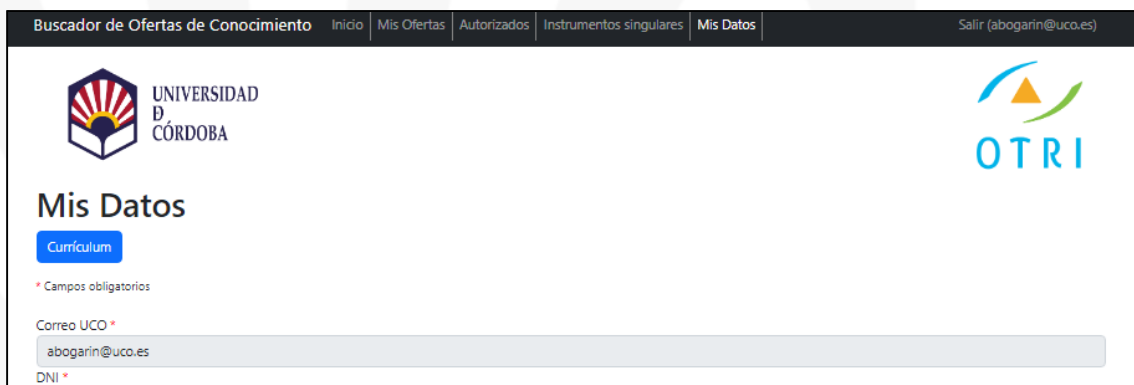 Buscador de Ofertas de Conocimiento Inicio Mis Ofertas Autorizados Instrumentos singulares Mis Datos Salir (abogarin@uco.es)
UNIVERSIDAD
Đ
CÓRDOBA
OTRI
Mis Datos
Currículum
* Campos obligatorios
Correo UCO *
abogarin@uco.es
DNI *